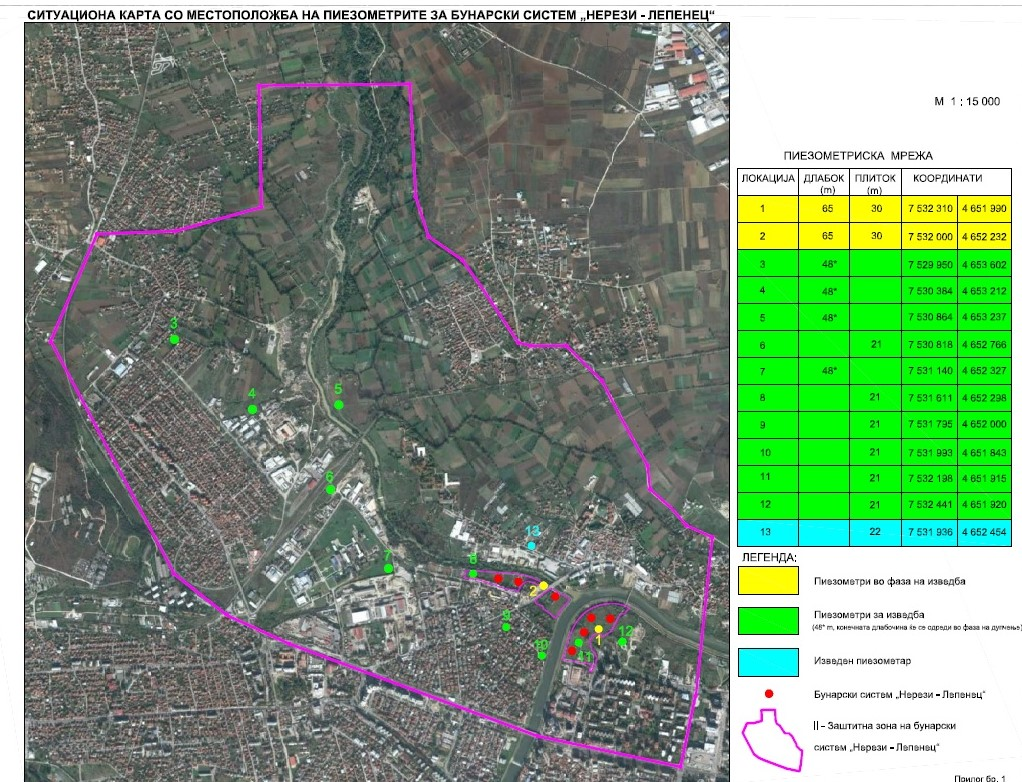 СИТУАЦИОНА КАРТА СО МЕСТОПОЛОЖБА НА ПИЕЗОМЕТРИТЕ ЗА БУНАРСКИ СИСТЕМ „НЕРЕЗИ - ЛЕПЕНЕЦ“
М 1 : 15 000
ПИЕЗОМЕТРИСКА МРЕЖА
ЛОКАЦИЈА ДЛАБОК (m) ПЛИТОК (m) КООРДИНАТИ
1 65 30 7 532 310 4 651 990
2 65 30 7 532 000 4 652 232
3 48* 7 529 950 4 653 602
4 48* 7 530 384 4 653 212
5 48* 7 530 864 4 653 237
6 21 7 530 818 4 652 766
7 48* 7 531 140 4 652 327
8 21 7 531 611 4 652 298
9 21 7 531 795 4 652 000
10 21 7 531 993 4 651 843
11 21 7 532 198 4 651 915
12 21 7 532 441 4 651 920
13 22 7 531 936 4 652 454
ЛЕГЕНДА:
Пиезометри во фаза на изведба
Пиезометри за изведба
(48* m, конечната длабочина ќе се одреди во фаза на дупчење)
Изведен пиезометар
Бунарски систем „Нерези - Лепенец“
II - Заштитна зона на бунарски
систем „Нерези - Лепенец“
Прилог бр. 1
3
4
5
6
7
13
8
2
9
1
12
10
11